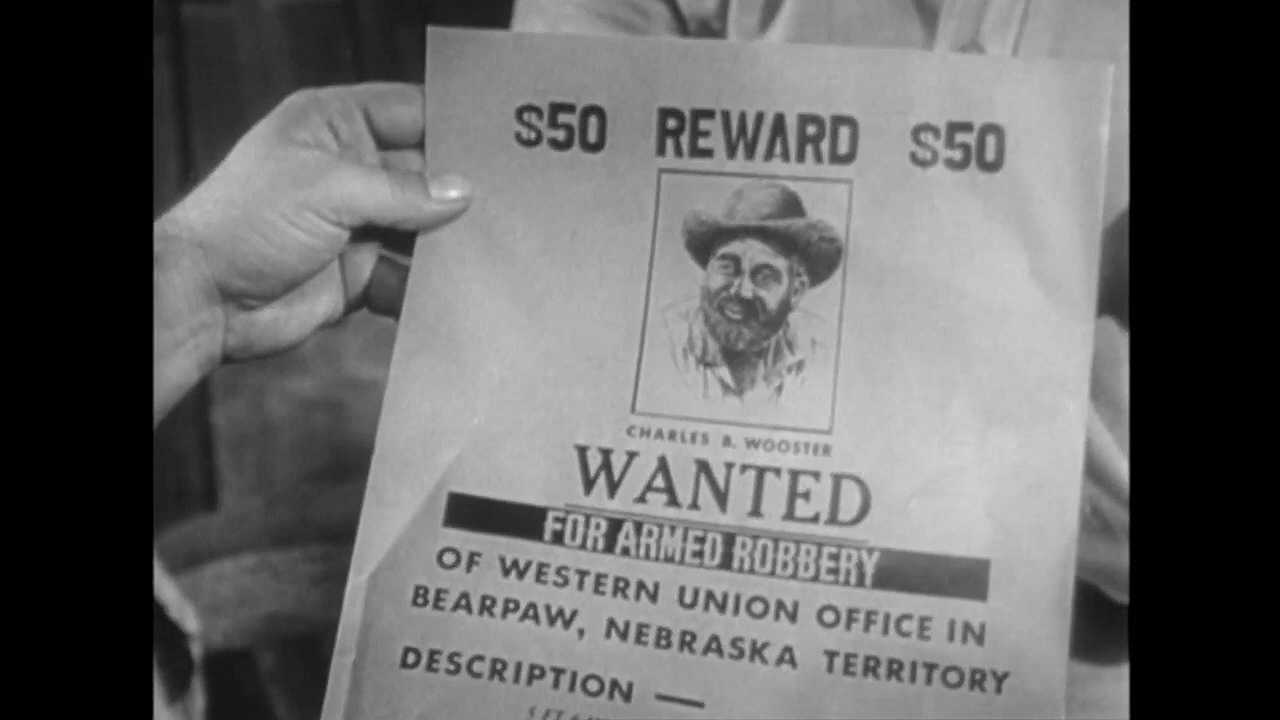 $50 REWARD $50
CHARLES B. WOOSTER
WANTED
FOR ARMED ROBBERY
OF WESTERN UNION OFFICE IN
BEARPAW, NEBRASKA TERRITORY
DESCRIPTION —